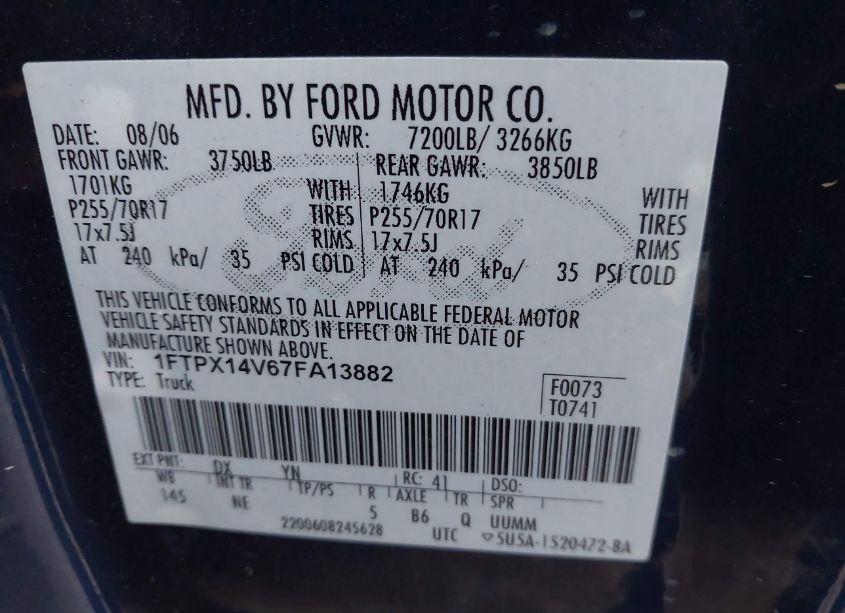 MFD. BY FORD MOTOR CO.
DATE: 08/06 GVWR: 7200LB/ 3266KG
FRONT GAWR: 3750LB REAR GAWR: 3850LB
1701KG WITH 1746KG WITH
P255/70R17 TIRES P255/70R17 TIRES
17x7.5J RIMS 17x7.5J RIMS
AT 240 kPa/ 35 PSI COLD AT 240 kPa/ 35 PSI COLD
Ford
THIS VEHICLE CONFORMS TO ALL APPLICABLE FEDERAL MOTOR
VEHICLE SAFETY STANDARDS IN EFFECT ON THE DATE OF
MANUFACTURE SHOWN ABOVE.
VIN: 1FTPX14V67FA13882
TYPE: Truck
F0073
T0741
EXT PNT: DX YN RC: 41 DSO:
WB INT TR TP/PS R AXLE TR SPR
145 NE 5 B6 Q UUMM
2200608245628 UTC ▽5U5A-1520472-BA